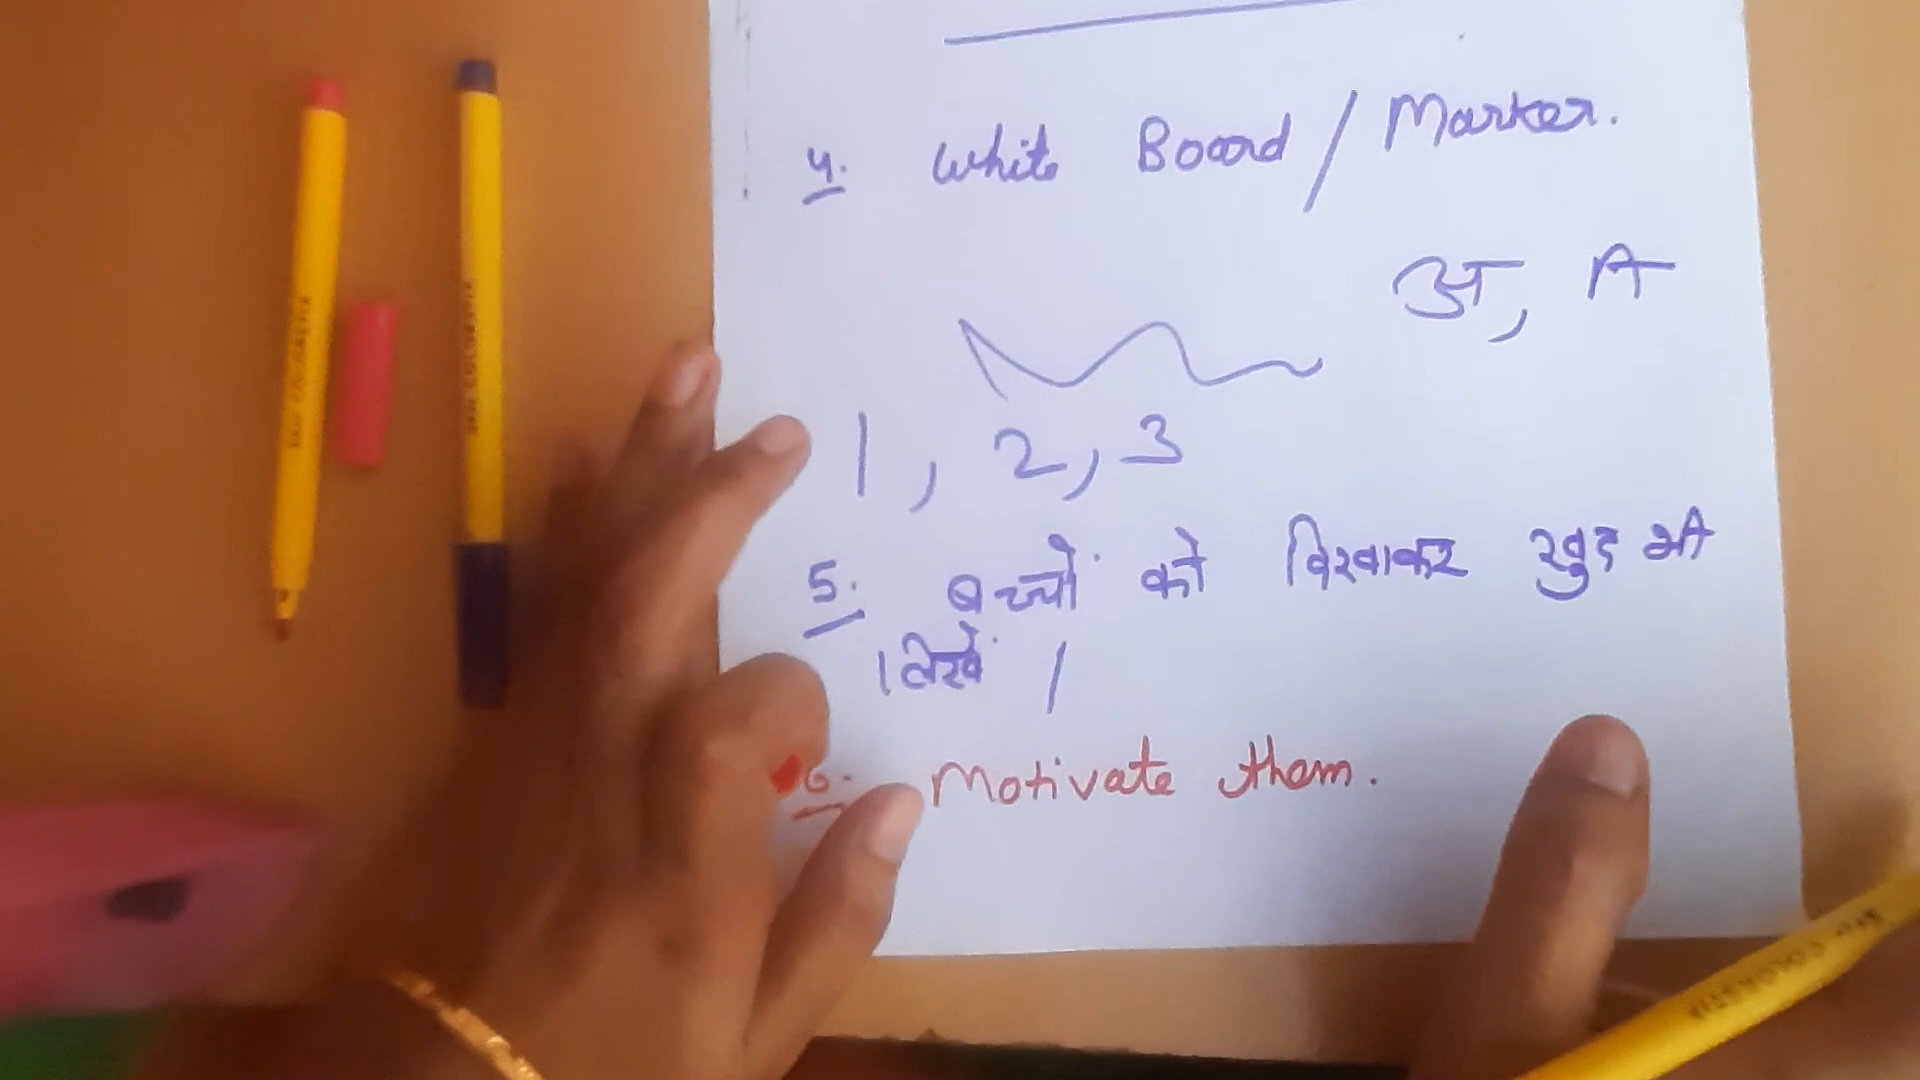 4. White Board / Marker.
अ, A
1, 2, 3
5. बच्चों को दिखाकर खुद भी
लिखें ।
6. Motivate them.